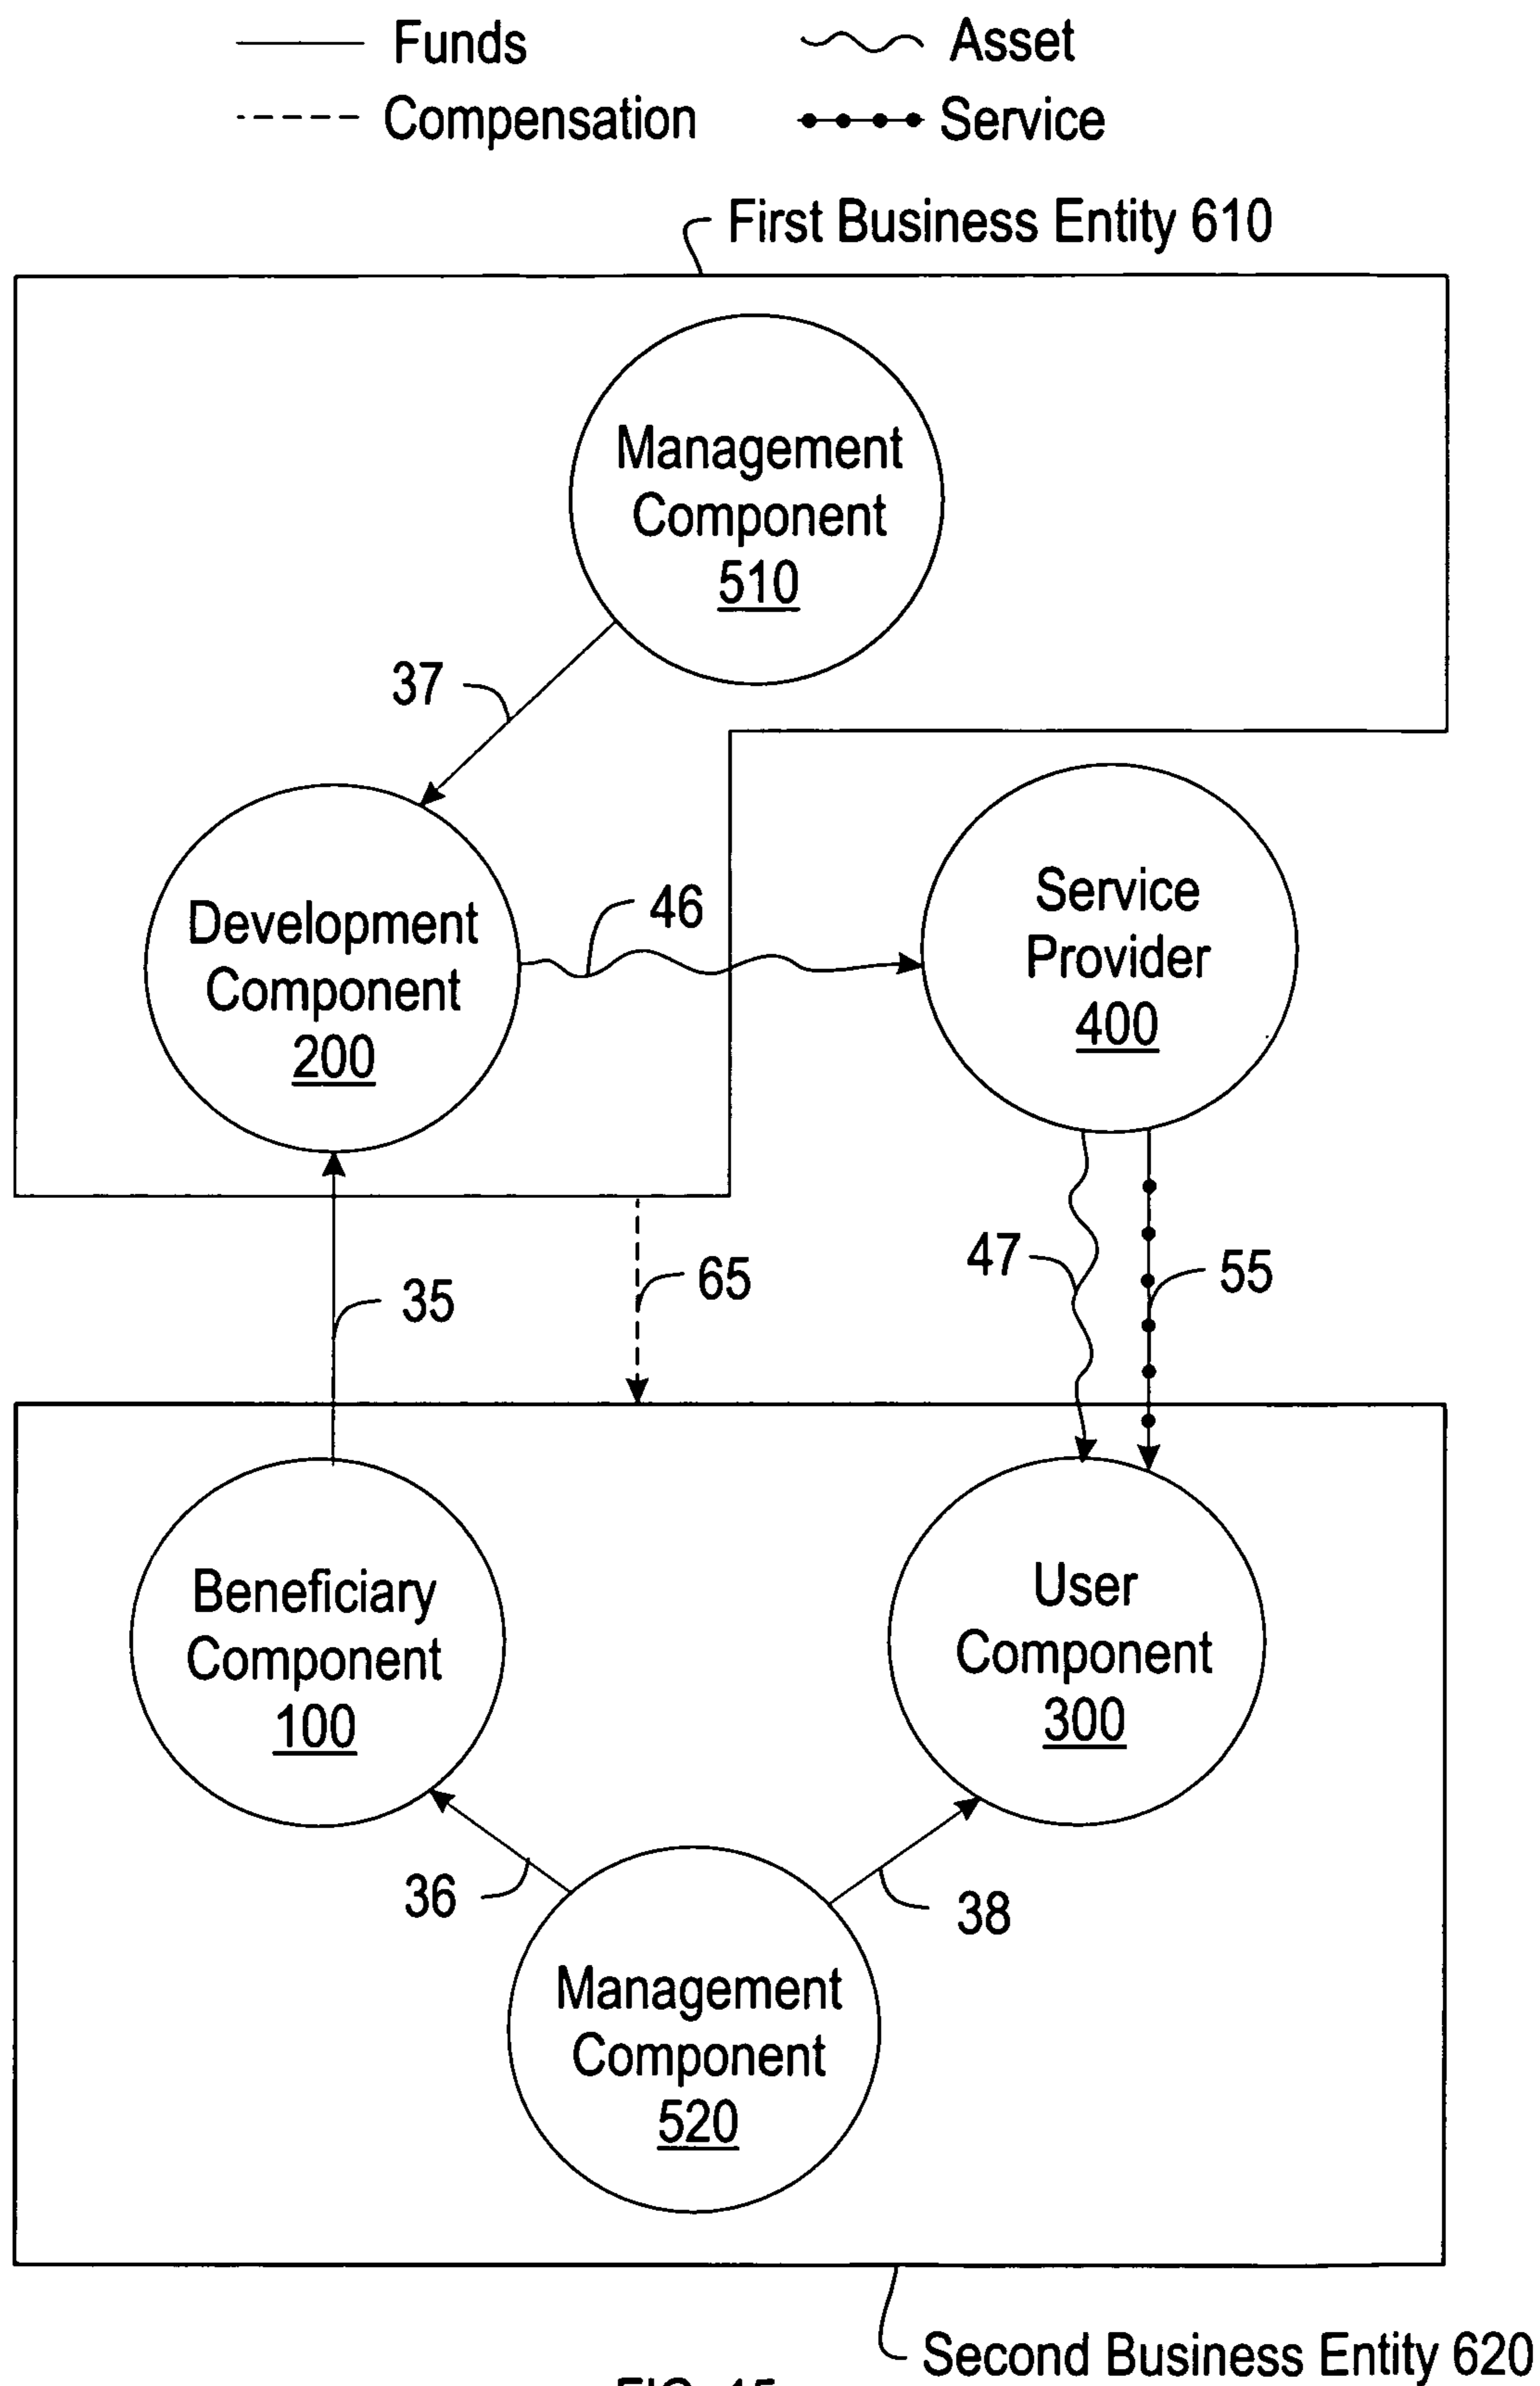 Funds
Asset
Compensation
Service
First Business Entity 610
Management
Component
510
37
Development
Component
200
46
Service
Provider
400
35
65
47
55
Beneficiary
Component
100
User
Component
300
36
38
Management
Component
520
Second Business Entity 620